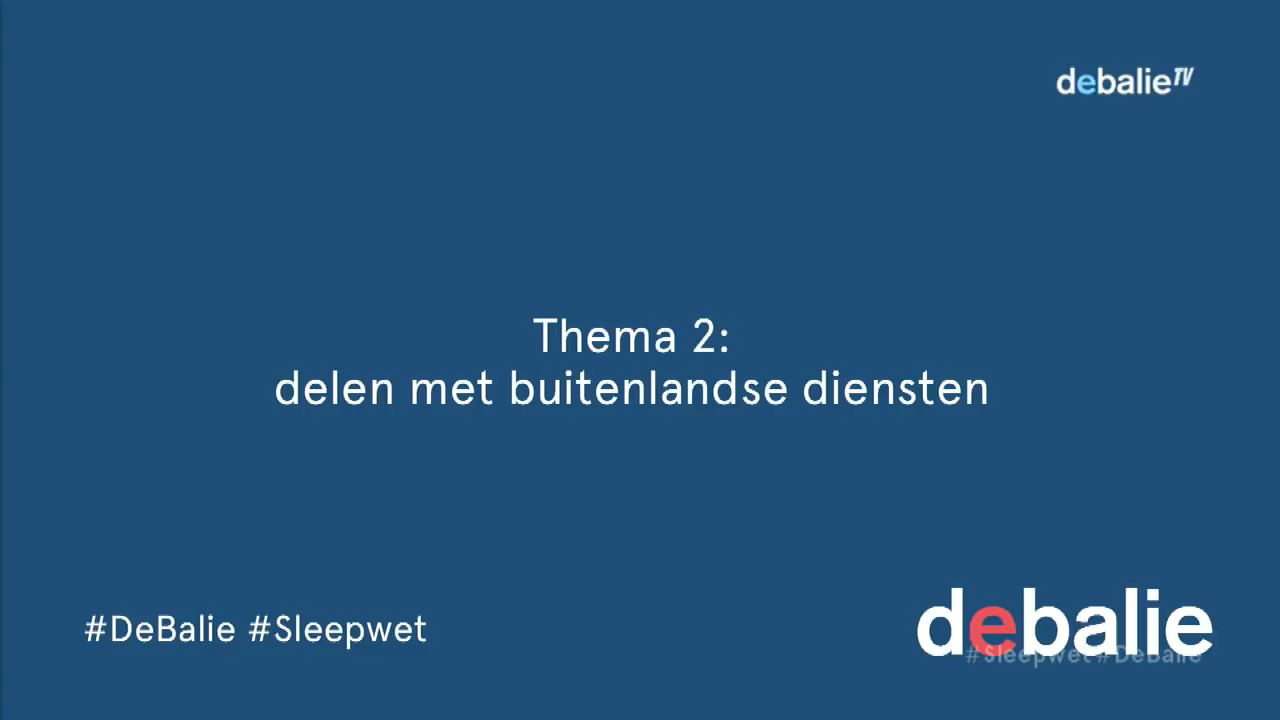 debalieTV
Thema 2:
delen met buitenlandse diensten
#DeBalie #Sleepwet
debalie
#Sleepwet #DeBalie